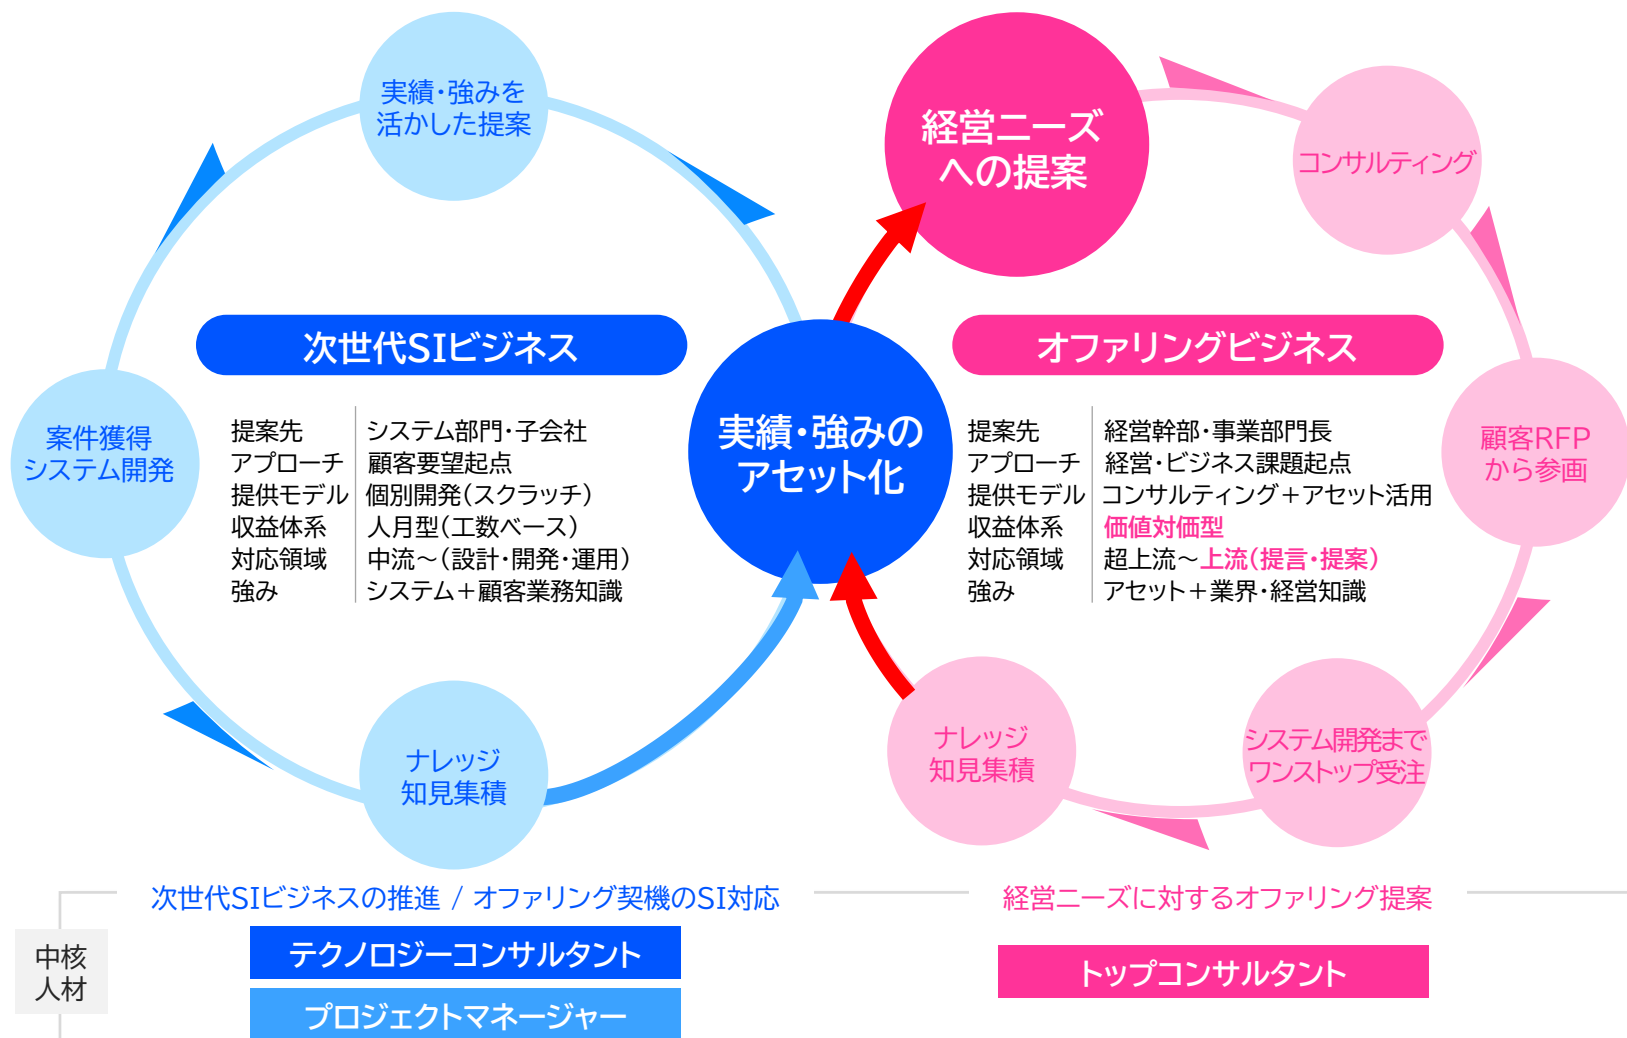 実績・強みを
活かした提案
案件獲得
システム開発
ナレッジ
知見集積
次世代SIビジネス
提案先 システム部門・子会社
アプローチ 顧客要望起点
提供モデル 個別開発（スクラッチ）
収益体系 人月型（工数ベース）
対応領域 中流～（設計・開発・運用）
強み システム＋顧客業務知識
実績・強みの
アセット化
経営ニーズ
への提案
コンサルティング
顧客RFP
から参画
システム開発まで
ワンストップ受注
ナレッジ
知見集積
オファリングビジネス
提案先 経営幹部・事業部門長
アプローチ 経営・ビジネス課題起点
提供モデル コンサルティング＋アセット活用
収益体系 価値対価型
対応領域 超上流～上流（提言・提案）
強み アセット＋業界・経営知識
次世代SIビジネスの推進 / オファリング契機のSI対応
経営ニーズに対するオファリング提案
中核
人材
テクノロジーコンサルタント
プロジェクトマネージャー
トップコンサルタント